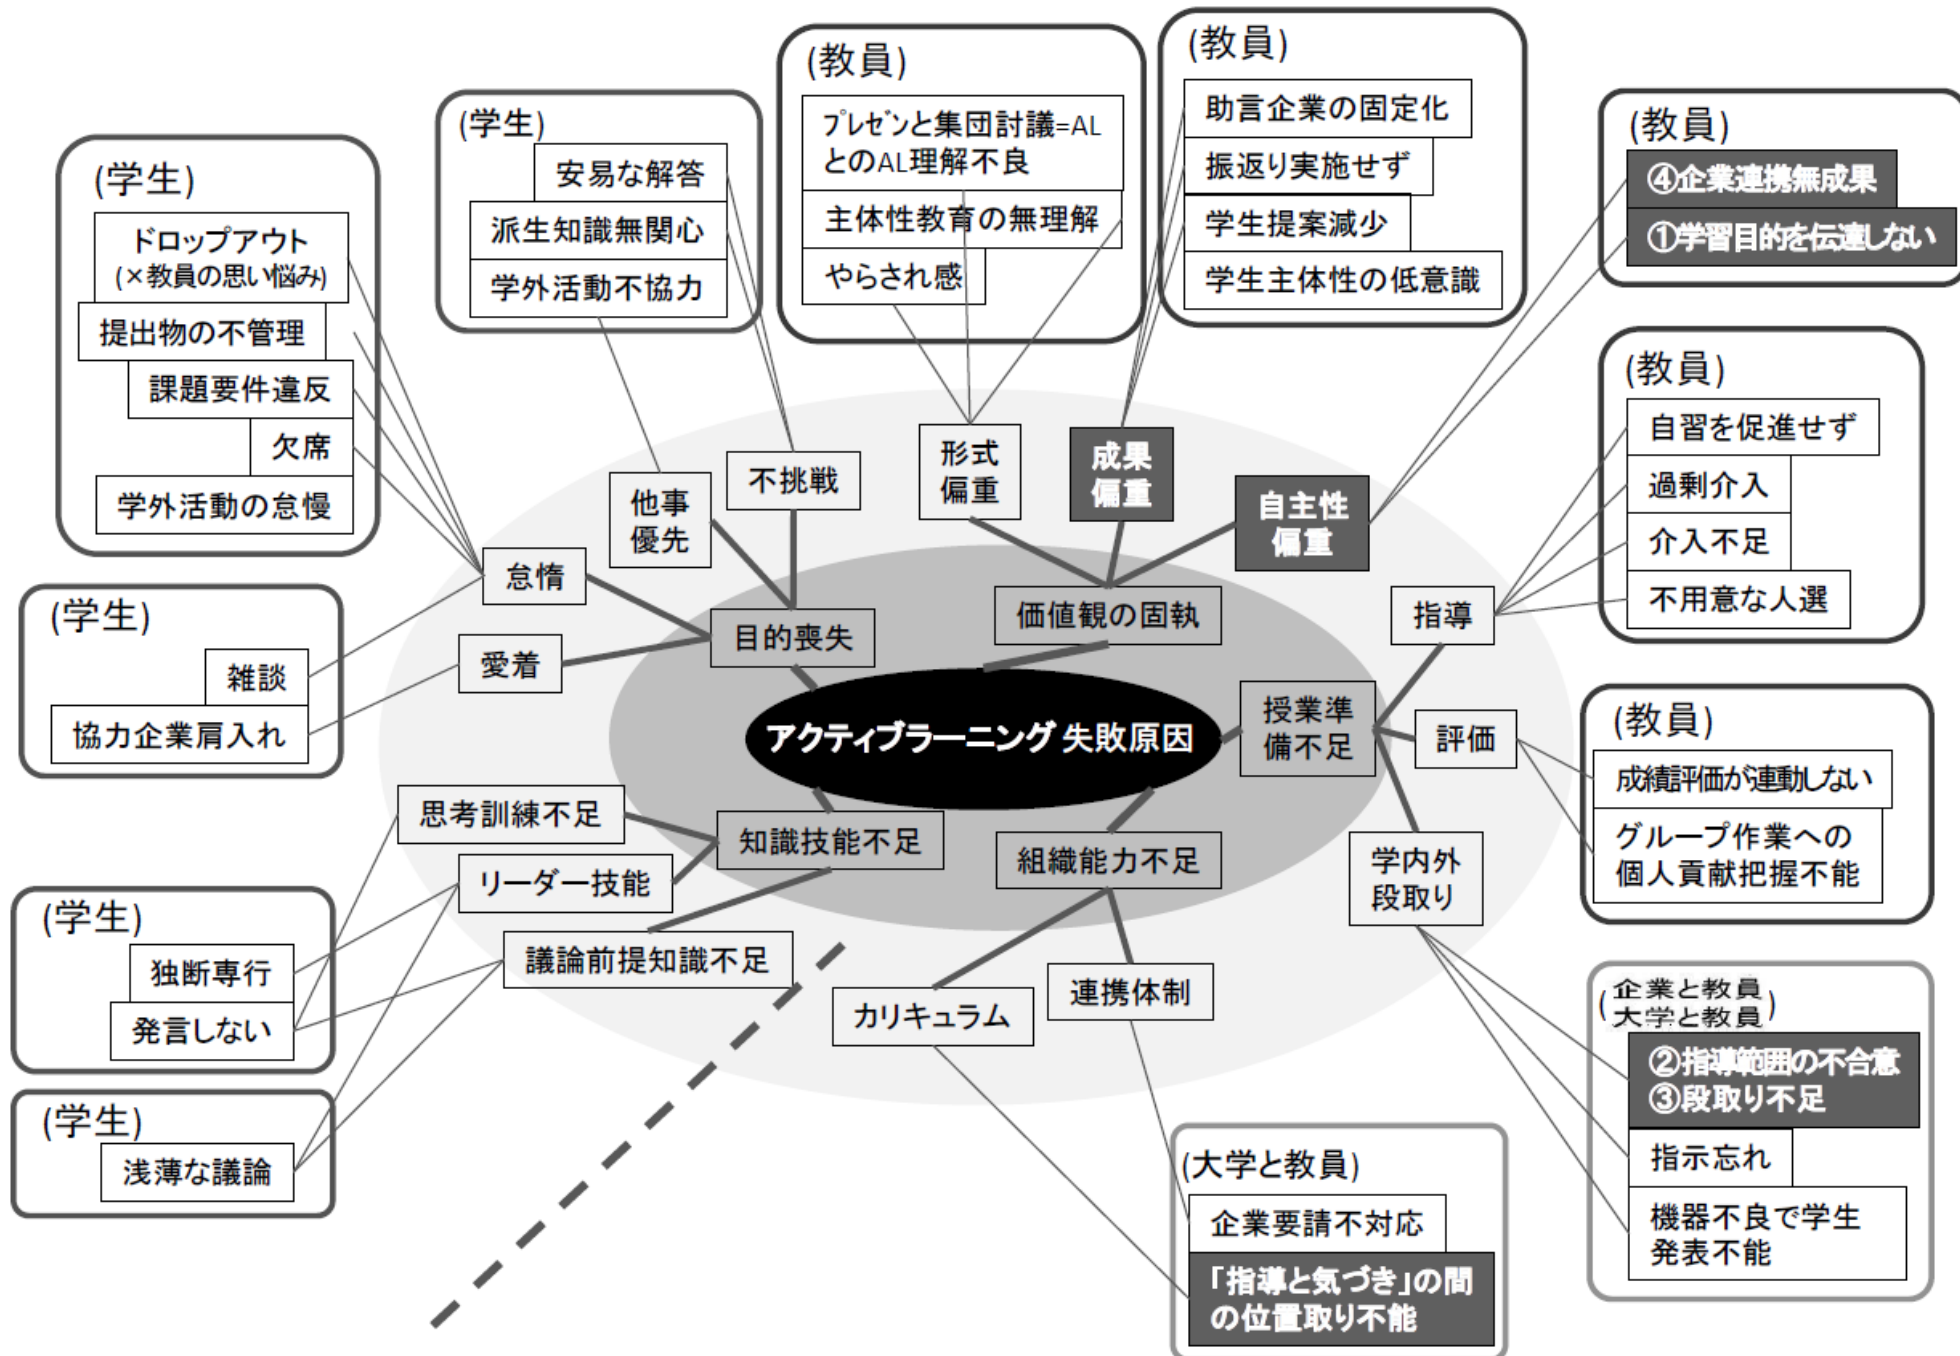 (学生)
ドロップアウト
(×教員の思い悩み)
提出物の不管理
課題要件違反
欠席
学外活動の怠慢
(学生)
安易な解答
派生知識無関心
学外活動不協力
(教員)
プレゼンと集団討議=AL
とのAL理解不良
主体性教育の無理解
やらされ感
(教員)
助言企業の固定化
振返り実施せず
学生提案減少
学生主体性の低意識
(教員)
④企業連携無成果
①学習目的を伝達しない
(教員)
自習を促進せず
過剰介入
介入不足
不用意な人選
(学生)
雑談
協力企業肩入れ
怠惰
愛着
他事
優先
不挑戦
形式
偏重
成果
偏重
自主性
偏重
指導
目的喪失
価値観の固執
アクティブラーニング 失敗原因
授業準
備不足
評価
(教員)
成績評価が連動しない
グループ作業への
個人貢献把握不能
思考訓練不足
リーダー技能
議論前提知識不足
知識技能不足
組織能力不足
学内外
段取り
カリキュラム
連携体制
(学生)
独断専行
発言しない
(学生)
浅薄な議論
(大学と教員)
企業要請不対応
「指導と気づき」の間
の位置取り不能
(企業と教員
大学と教員)
②指導範囲の不合意
③段取り不足
指示忘れ
機器不良で学生
発表不能